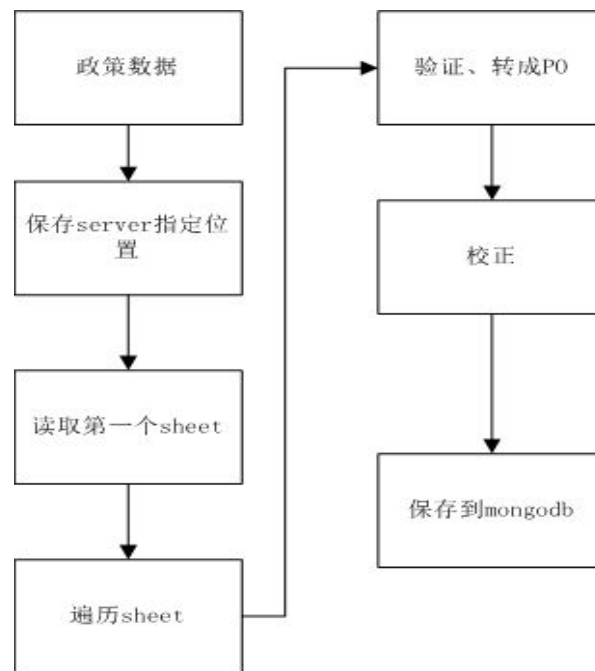 政策数据
保存server指定位
置
读取第一个sheet
遍历sheet
验证、转成PO
校正
保存到mongodb